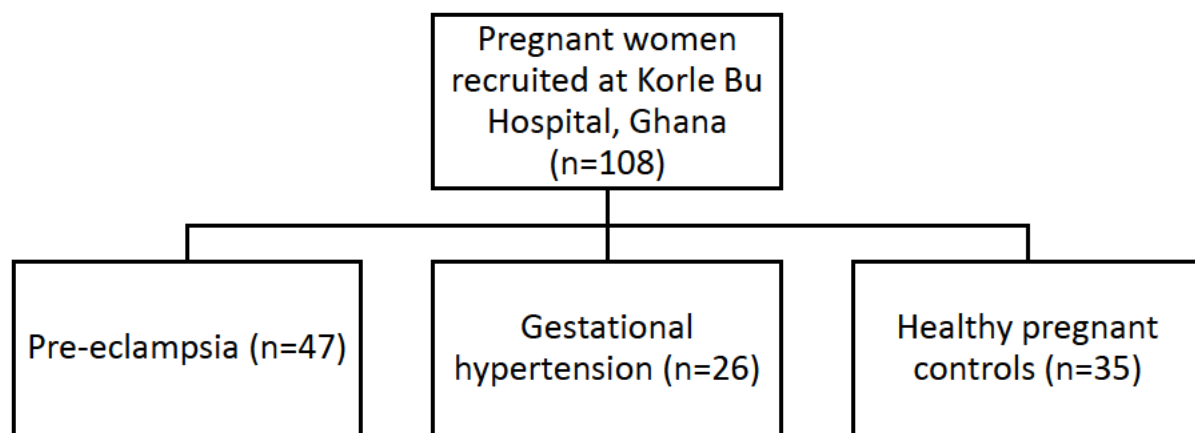 Pregnant women
recruited at Korle Bu
Hospital, Ghana
(n=108)
Pre-eclampsia (n=47)
Gestational
hypertension (n=26)
Healthy pregnant
controls (n=35)